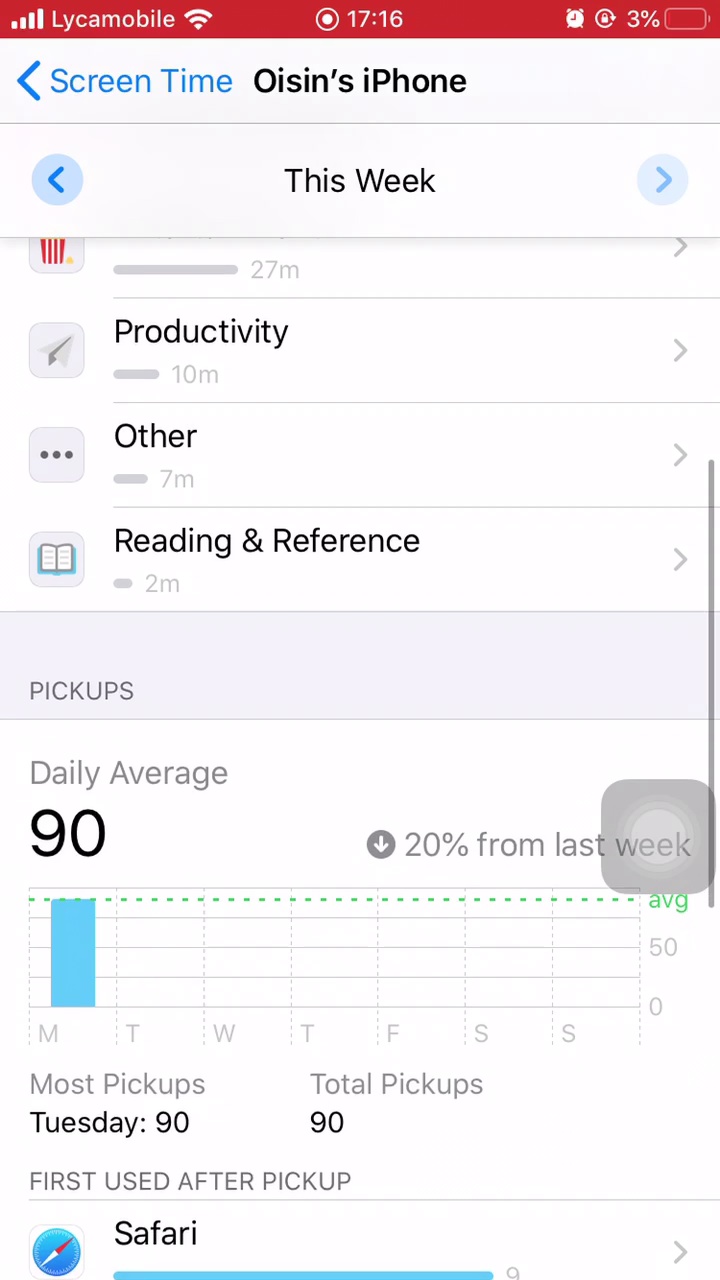 Lycamobile 17:16 3%
Screen Time Oisin's iPhone
This Week
27m
Productivity
10m
Other
7m
Reading & Reference
2m
PICKUPS
Daily Average
90
20% from last week
avg
50
0
M T W T F S S
Most Pickups Total Pickups
Tuesday: 90 90
FIRST USED AFTER PICKUP
Safari
9